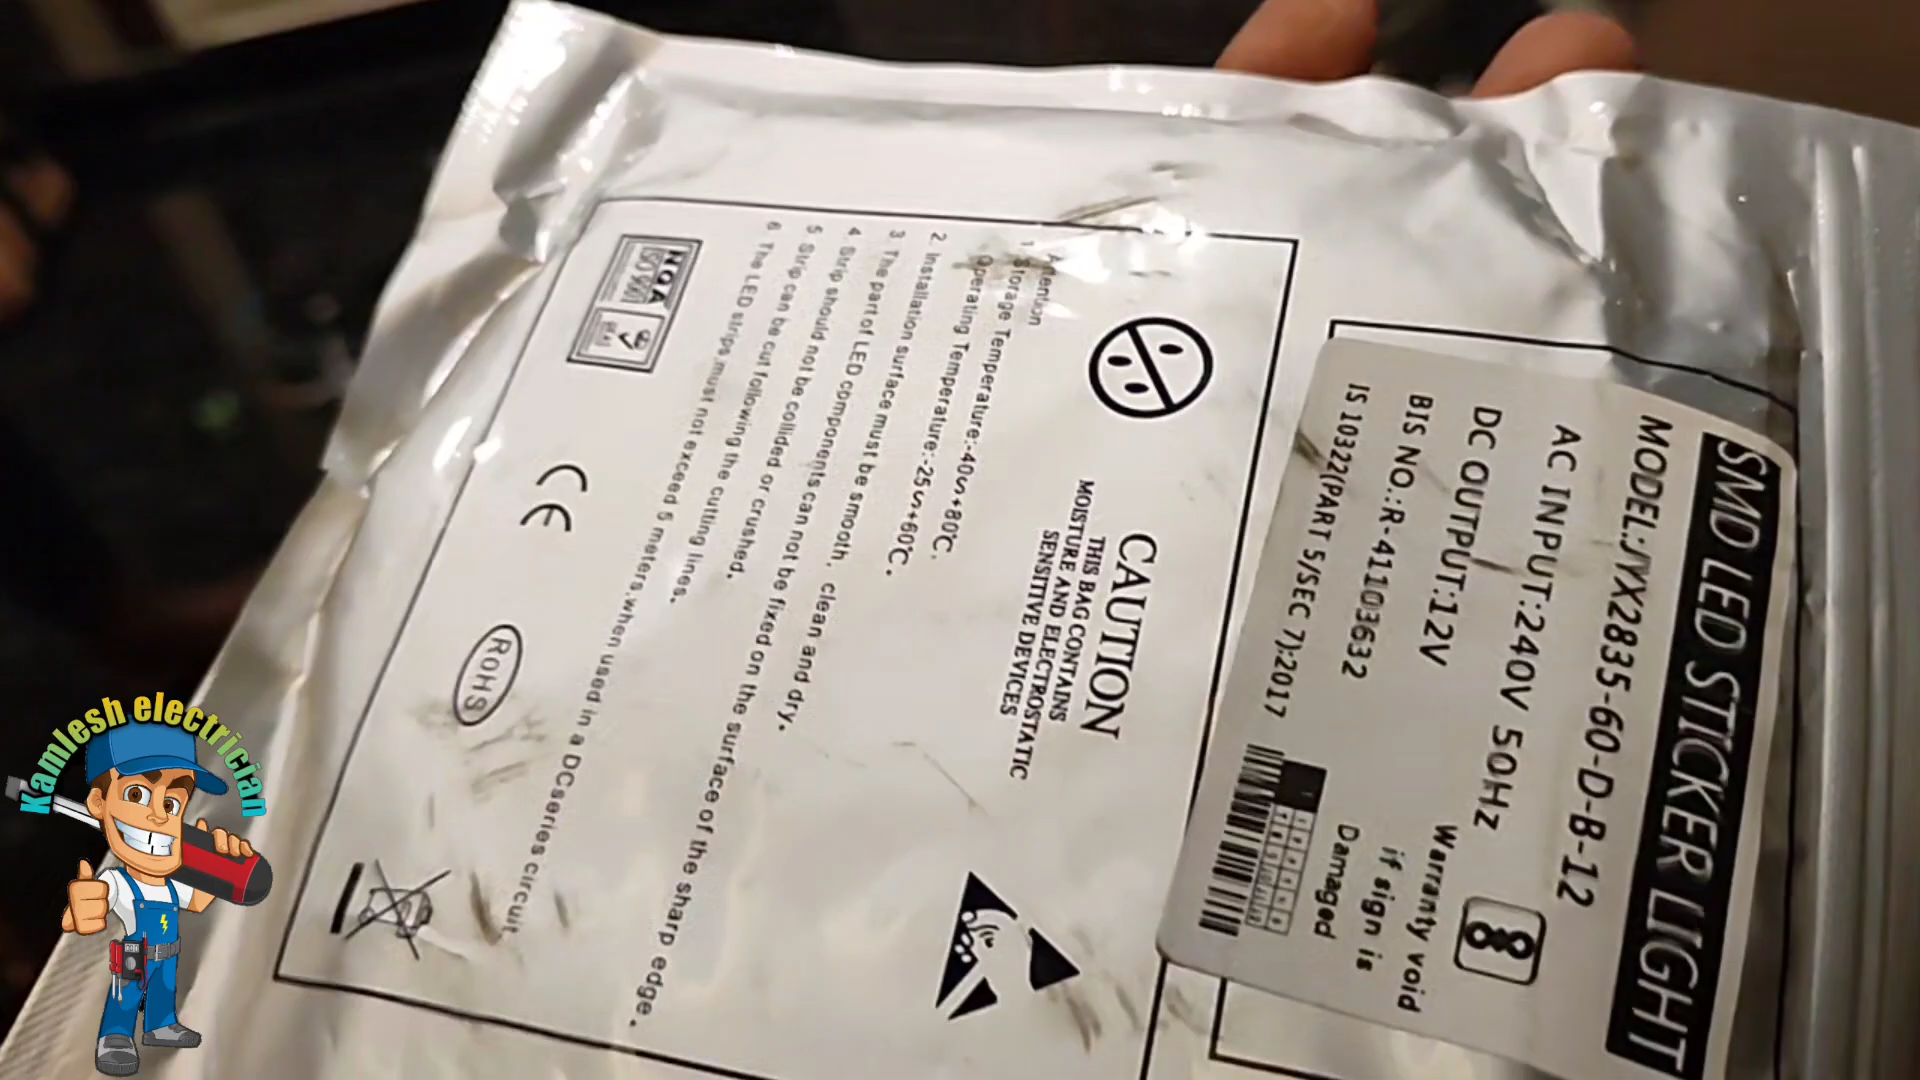 SMD LED STICKER LIGHT
MODEL:JYX2835-60-D-B-12
AC INPUT:240V 50Hz
DC OUTPUT:12V
BIS NO.:R-41103632
IS 10322(PART 5/SEC 7):2017
Warranty void
if sign is
Damaged
CAUTION
THIS BAG CONTAINS
MOISTURE AND ELECTROSTATIC
SENSITIVE DEVICES
Attention
1. Storage Temperature:-40~+80℃.
Operating Temperature:-25~+60℃.
2. Installation surface must be smooth, clean and dry.
3. The part of LED components can not be fixed on the surface of the sharp edge.
4. Strip should not be collided or crushed.
5. Strip can be cut following the cutting lines.
6. The LED strips,must not exceed 5 meters,when used in a DCseries circuit.
NQA
ISO 9001
CE
RoHS
Kamlesh electrician